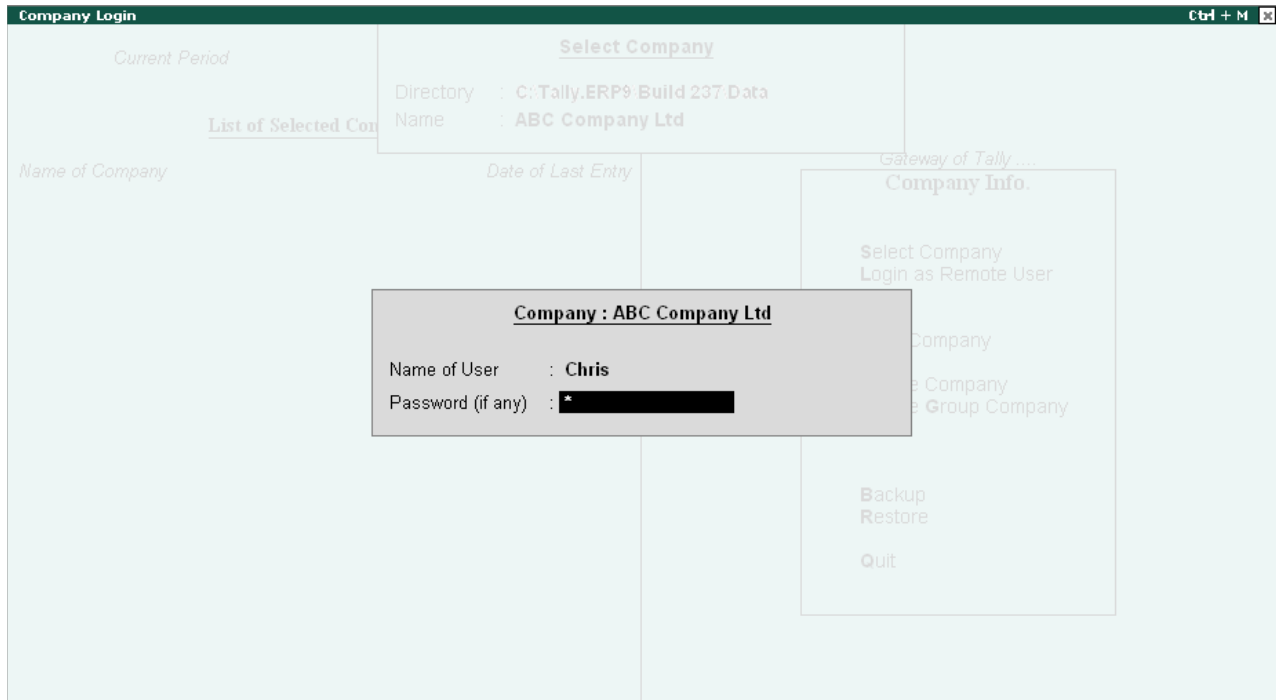 Company Login Ctrl + M
Select Company
Current Period
Directory : C: Tally.ERP9 Build 237 Data
List of Selected Com Name : ABC Company Ltd
Gateway of Tally ....
Name of Company Date of Last Entry
Company Info.
Select Company
Login as Remote User
Company : ABC Company Ltd
Company
Name of User : Chris
Company
Password (if any) : *
Group Company
Backup
Restore
Quit